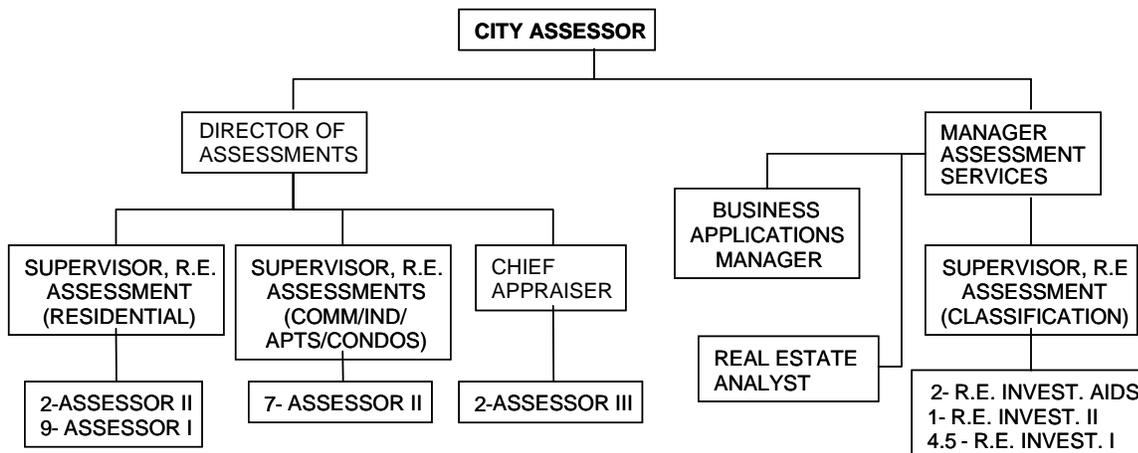 CITY ASSESSOR
DIRECTOR OF
ASSESSMENTS
MANAGER
ASSESSMENT
SERVICES
BUSINESS
APPLICATIONS
MANAGER
SUPERVISOR, R.E.
ASSESSMENT
(RESIDENTIAL)
SUPERVISOR, R.E.
ASSESSMENTS
(COMM/IND/
APTS/CONDOS)
CHIEF
APPRAISER
SUPERVISOR, R.E
ASSESSMENT
(CLASSIFICATION)
REAL ESTATE
ANALYST
2-ASSESSOR II
9- ASSESSOR I
7- ASSESSOR II
2-ASSESSOR III
2- R.E. INVEST. AIDS
1- R.E. INVEST. II
4.5 - R.E. INVEST. I